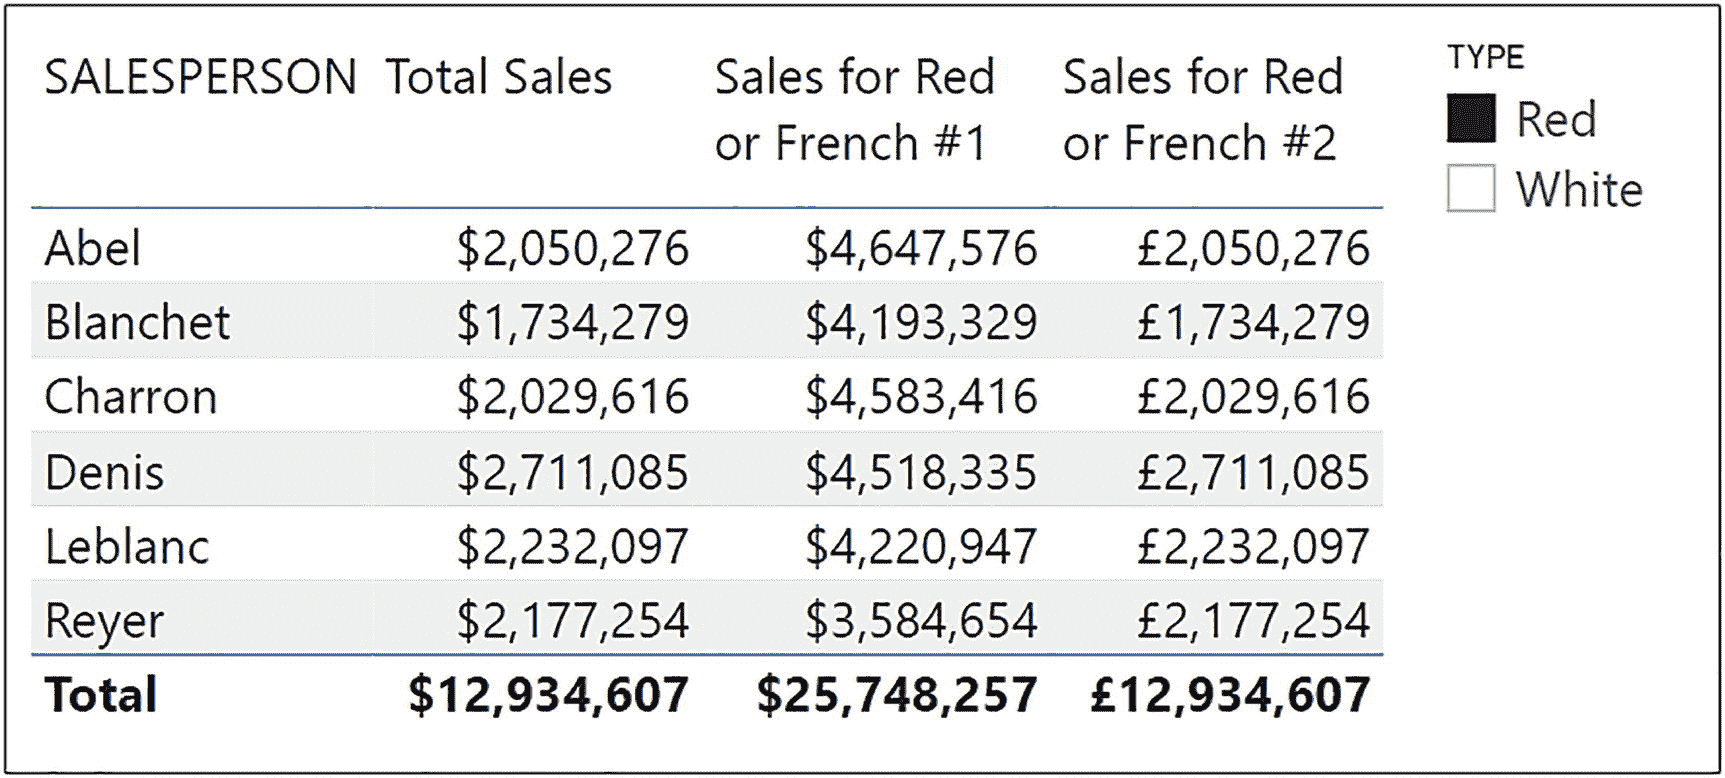 SALESPERSON Total Sales Sales for Red Sales for Red
or French #1 or French #2
Abel $2,050,276 $4,647,576 £2,050,276
Blanchet $1,734,279 $4,193,329 £1,734,279
Charron $2,029,616 $4,583,416 £2,029,616
Denis $2,711,085 $4,518,335 £2,711,085
Leblanc $2,232,097 $4,220,947 £2,232,097
Reyer $2,177,254 $3,584,654 £2,177,254
Total $12,934,607 $25,748,257 £12,934,607
TYPE
Red
White